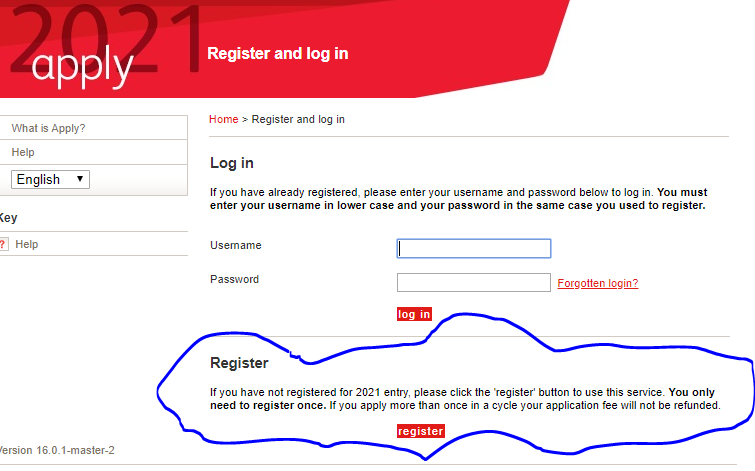 2021
apply
Register and log in
What is Apply?
Help
English
Key
? Help
Version 16.0.1-master-2
Home > Register and log in
Log in
If you have already registered, please enter your username and password below to log in. You must
enter your username in lower case and your password in the same case you used to register.
Username
Password
Forgotten login?
log in
Register
If you have not registered for 2021 entry, please click the 'register' button to use this service. You only
need to register once. If you apply more than once in a cycle your application fee will not be refunded.
register